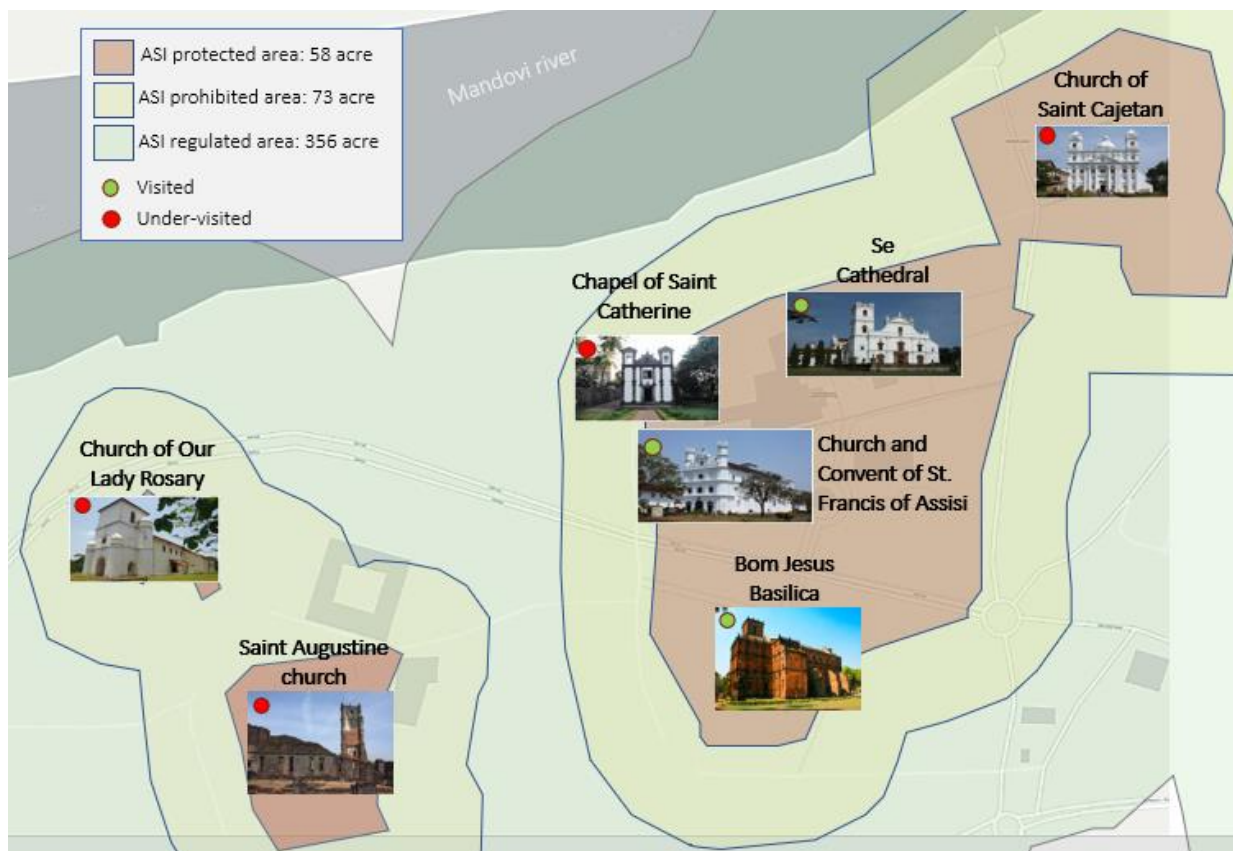 ASI protected area: 58 acre
ASI prohibited area: 73 acre
ASI regulated area: 356 acre
Visited
Under-visited
Mandovi river
Church of
Saint Cajetan
Se
Cathedral
Chapel of Saint
Catherine
Church of Our
Lady Rosary
Church and
Convent of St.
Francis of Assisi
Bom Jesus
Basilica
Saint Augustine
church